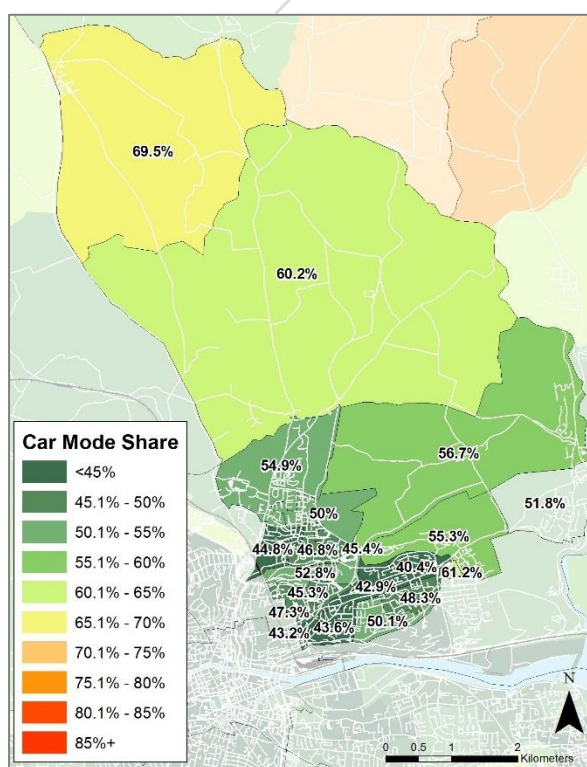 69.5%
60.2%
54.9%
56.7%
50%
51.8%
55.3%
44.8% 46.8% 45.4%
40.4%
61.2%
52.8%
42.9%
45.3%
48.3%
47.3%
50.1%
43.2% 43.6%
Car Mode Share
<45%
45.1% - 50%
50.1% - 55%
55.1% - 60%
60.1% - 65%
65.1% - 70%
70.1% - 75%
75.1% - 80%
80.1% - 85%
85%+
N
0 0.5 1 2
Kilometers